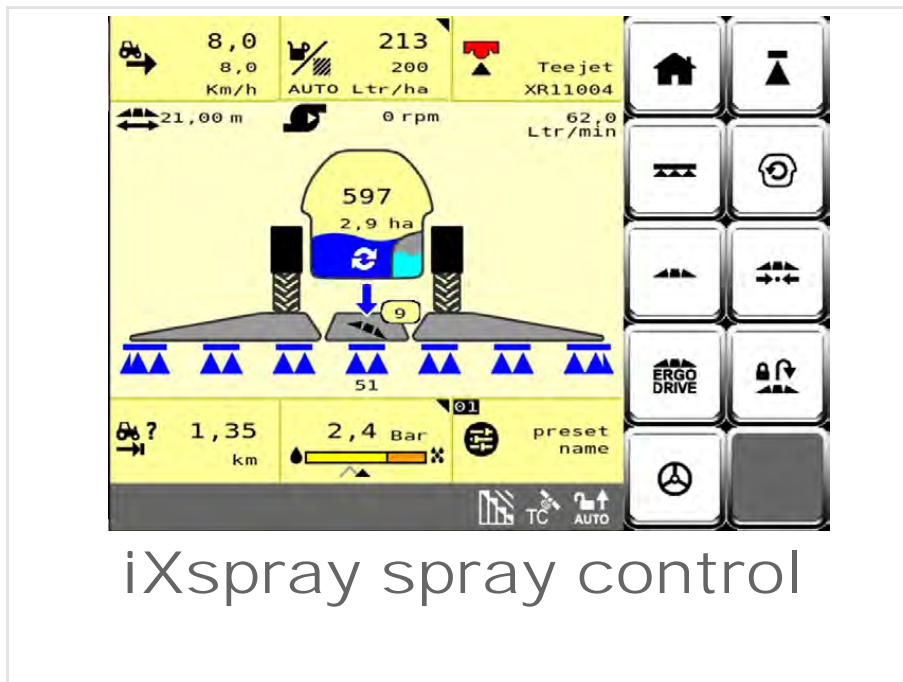 8,0
8,0
Km/h
213
200
AUTO Ltr/ha
Teejet
XR11004
21,00 m
0 rpm
62,0
Ltr/min
597
2,9 ha
9
51
?
1,35
km
2,4 Bar
01
preset
name
ERGO
DRIVE
TC
AUTO
iXspray spray control